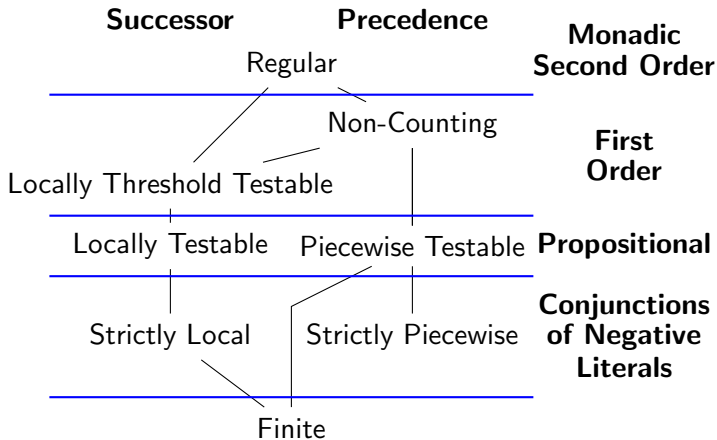 Successor
Precedence
Monadic
Second Order
Regular
Non-Counting
First
Order
Locally Threshold Testable
Locally Testable
Piecewise Testable
Propositional
Conjunctions
of Negative
Literals
Strictly Local
Strictly Piecewise
Finite